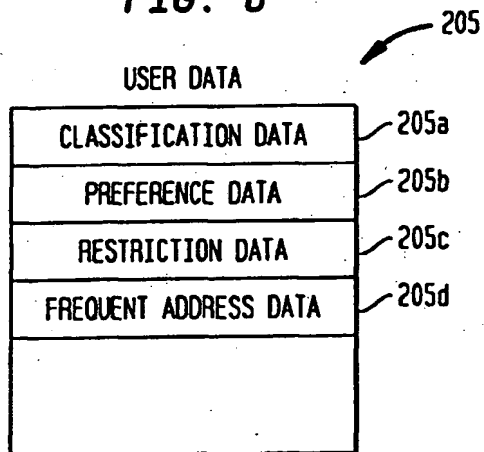 205
USER DATA
CLASSIFICATION DATA
205a
PREFERENCE DATA
205b
RESTRICTION DATA
205c
FREQUENT ADDRESS DATA
205d